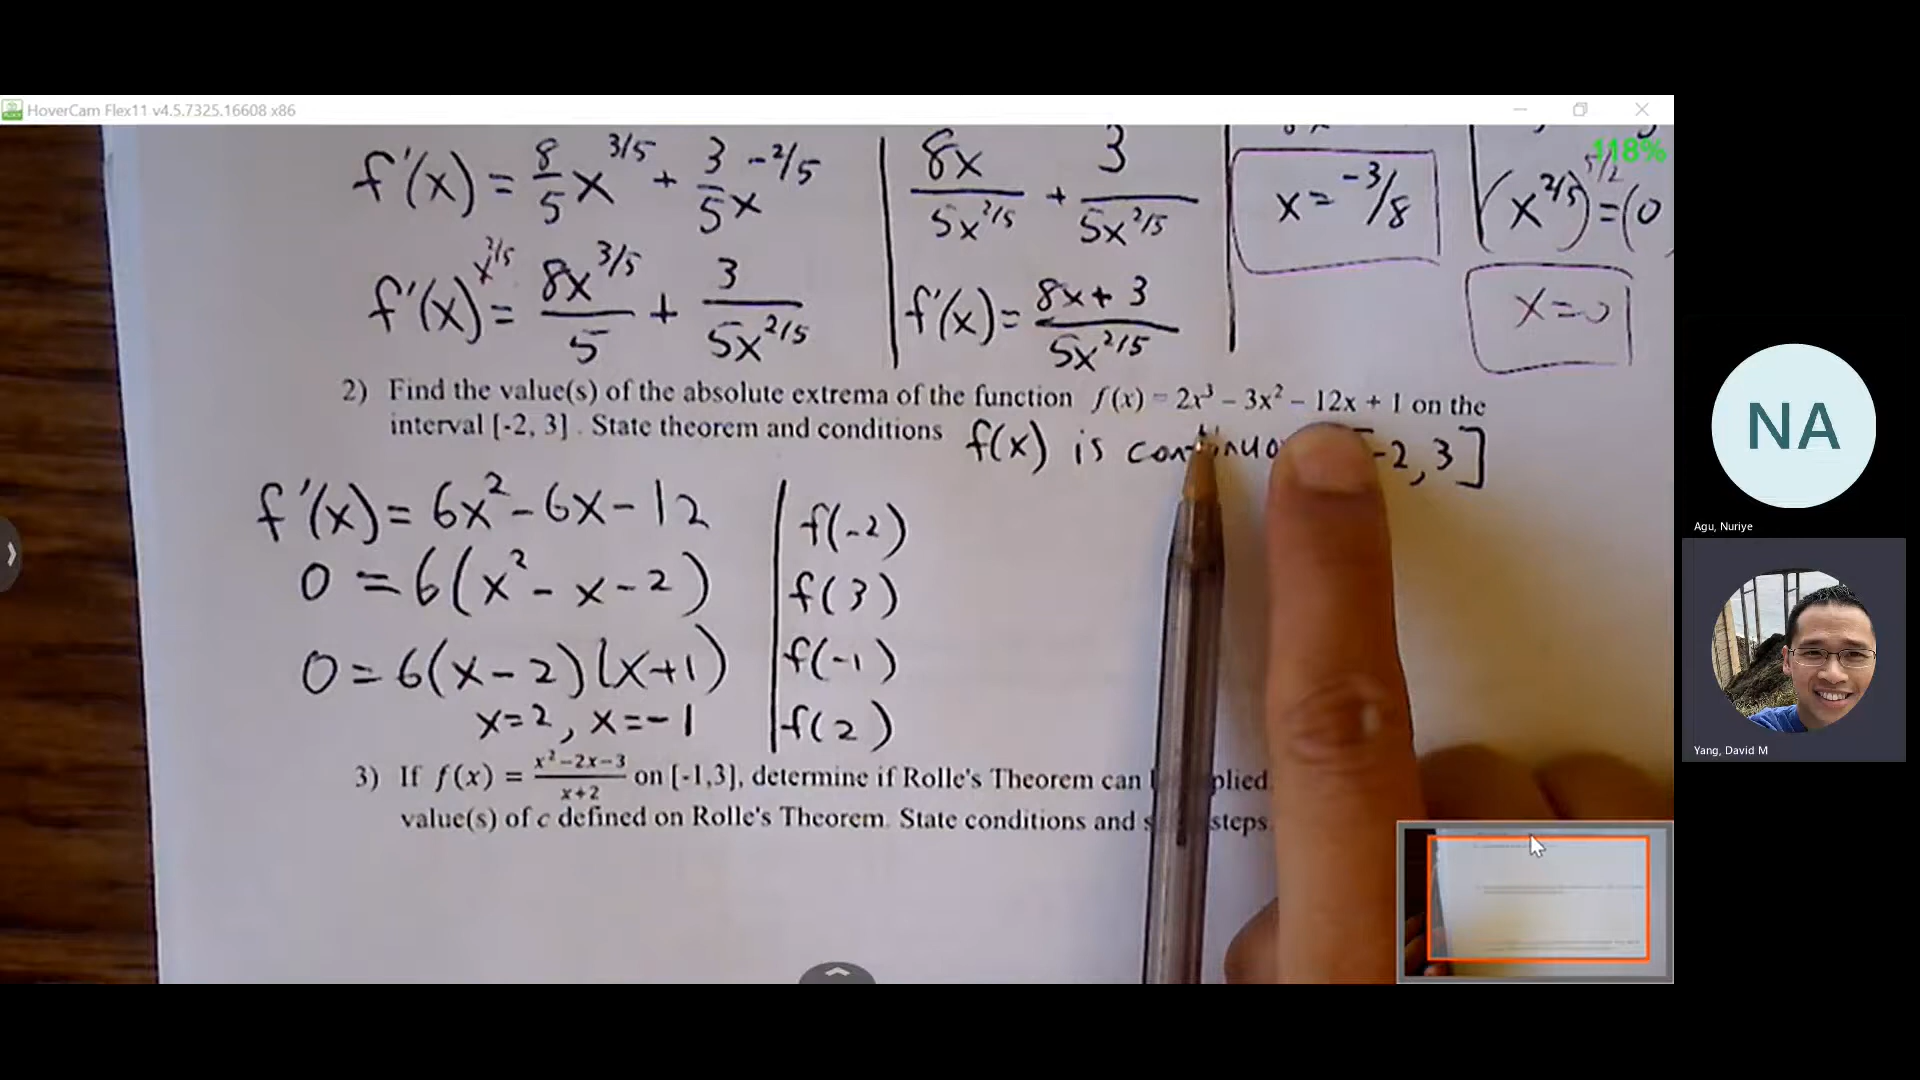 HoverCam Flex11 v4.5.7325.16608 x86
118%
f'(x) = 8/5 x^3/5 + 3/5 x^-2/5
8x/5x^2/5 + 3/5x^2/5
x = -3/8
(x^2/5)^5/2 = (0
f'(x) = 8x^3/5/5 + 3/5x^2/5
f'(x) = 8x + 3/5x^2/5
x = 0
2) Find the value(s) of the absolute extrema of the function f(x) = 2x³ – 3x² – 12x + 1 on the
interval [-2, 3] . State theorem and conditions
f(x) is continuo -2, 3]
f'(x) = 6x² - 6x - 12
0 = 6(x² - x - 2)
0 = 6(x - 2)(x + 1)
x = 2, x = -1
f(-2)
f(3)
f(-1)
f(2)
3) If f(x) = x²-2x-3/x+2 on [-1,3], determine if Rolle's Theorem can plied
value(s) of c defined on Rolle's Theorem. State conditions and steps
NA
Agu, Nuriye
Yang, David M